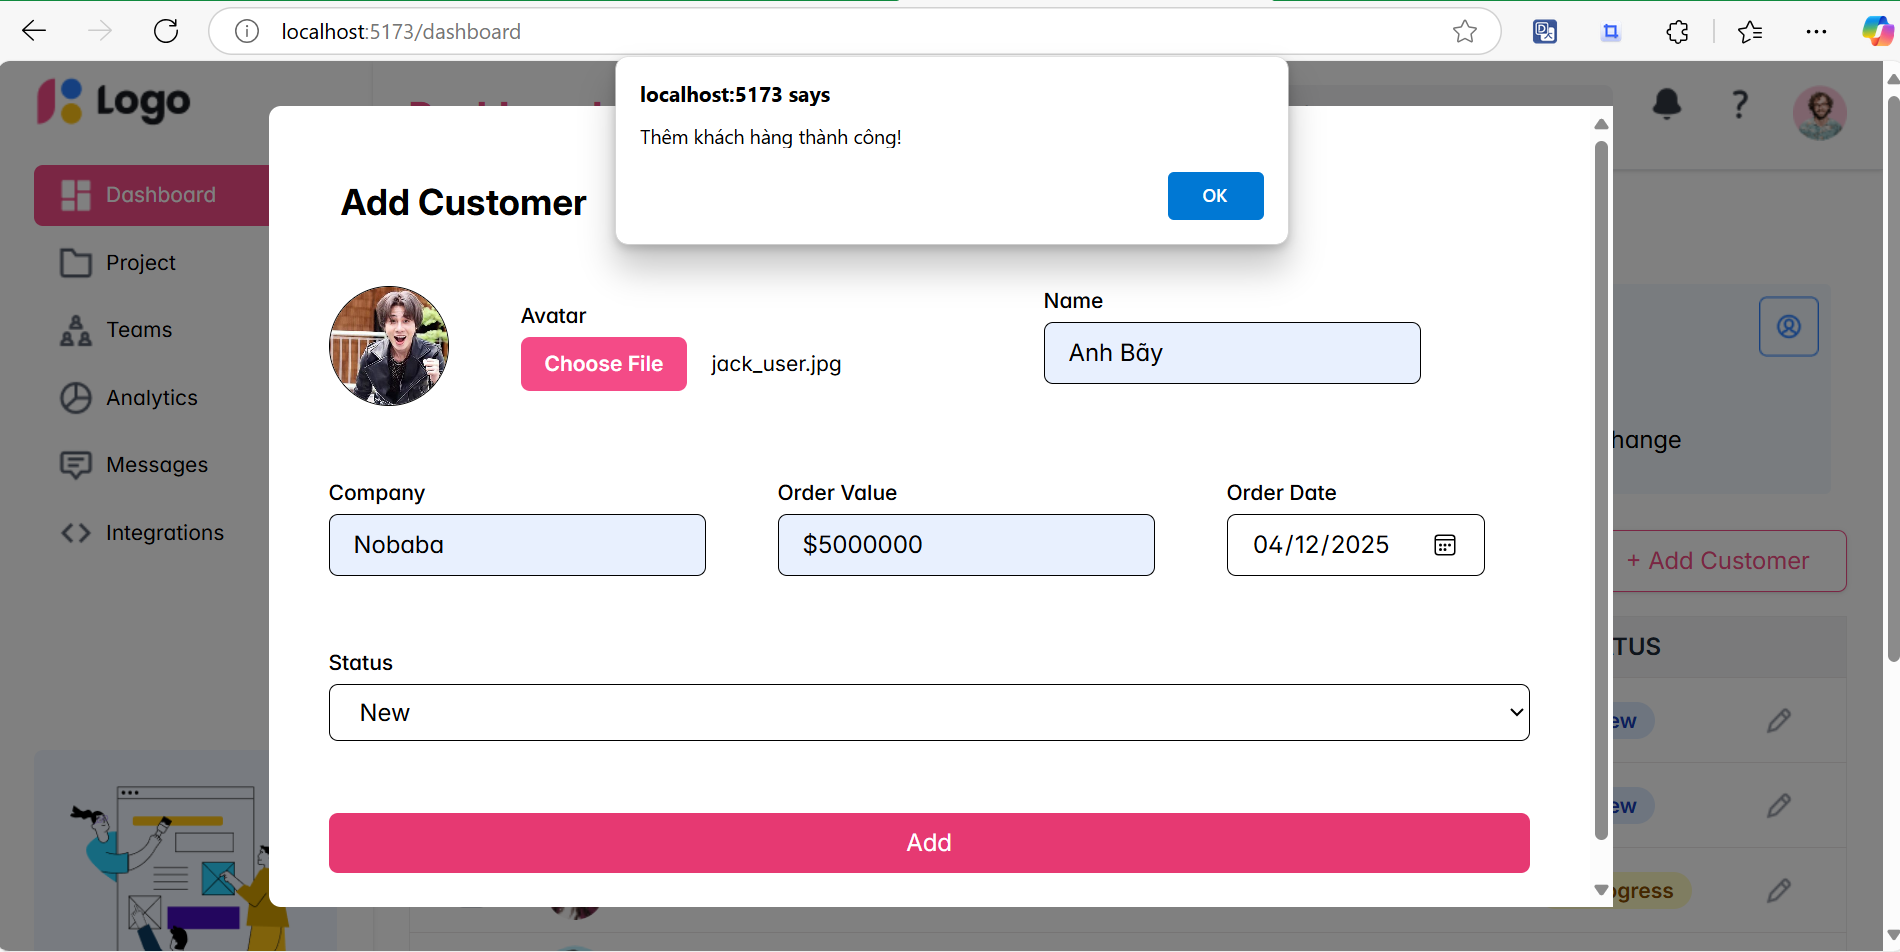 localhost:5173/dashboard
localhost:5173 says
Thêm khách hàng thành công!
OK
Logo
Dashboard
Project
Teams
Analytics
Messages
Integrations
Add Customer
Avatar
Choose File
jack_user.jpg
Name
Anh Bãy
Company
Nobaba
Order Value
$5000000
Order Date
04/12/2025
Status
New
Add
hange
+ Add Customer
TUS
ew
ew
ogress